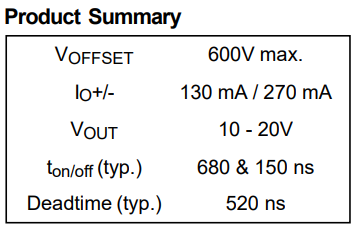 Product Summary
VOFFSET 600V max.
IO+/- 130 mA / 270 mA
VOUT 10 - 20V
ton/off (typ.) 680 & 150 ns
Deadtime (typ.) 520 ns